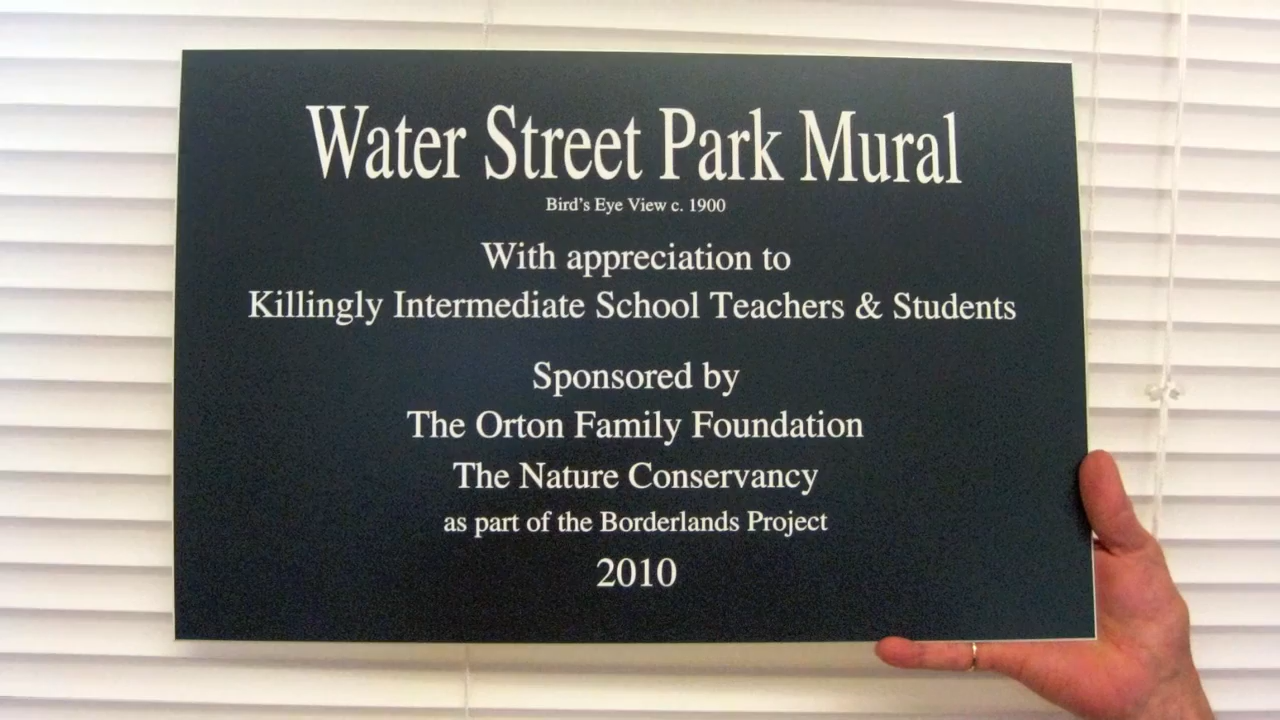 Water Street Park Mural
Bird's Eye View c. 1900
With appreciation to
Killingly Intermediate School Teachers & Students
Sponsored by
The Orton Family Foundation
The Nature Conservancy
as part of the Borderlands Project
2010